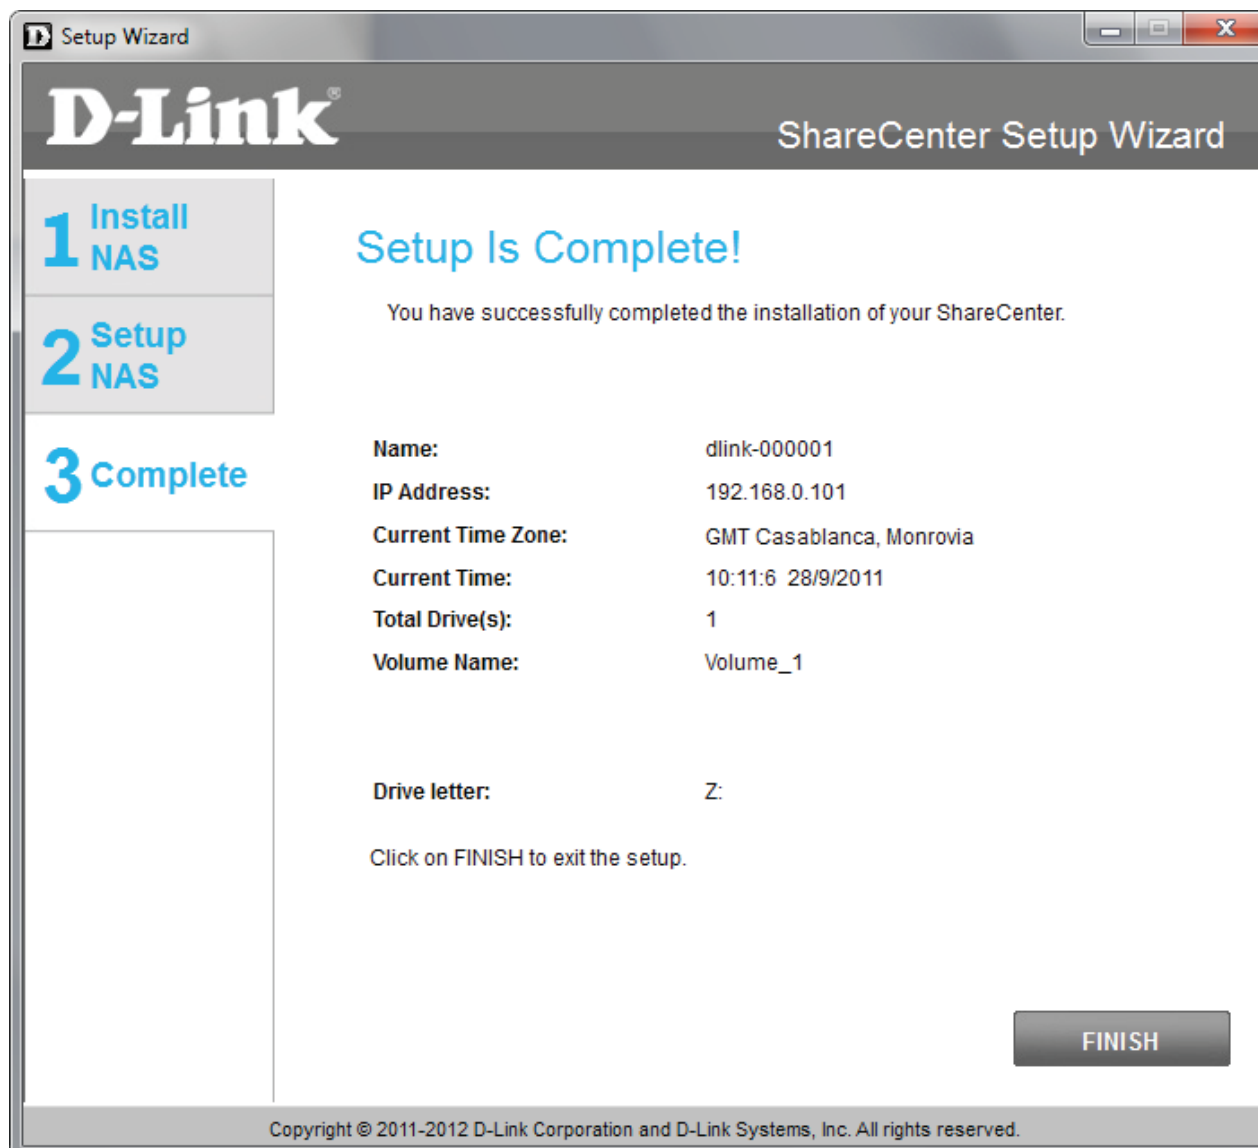 Setup Wizard
D-Link®
ShareCenter Setup Wizard
1 Install
NAS
2 Setup
NAS
3 Complete
Setup Is Complete!
You have successfully completed the installation of your ShareCenter.
Name: dlink-000001
IP Address: 192.168.0.101
Current Time Zone: GMT Casablanca, Monrovia
Current Time: 10:11:6 28/9/2011
Total Drive(s): 1
Volume Name: Volume_1
Drive letter: Z:
Click on FINISH to exit the setup.
FINISH
Copyright © 2011-2012 D-Link Corporation and D-Link Systems, Inc. All rights reserved.